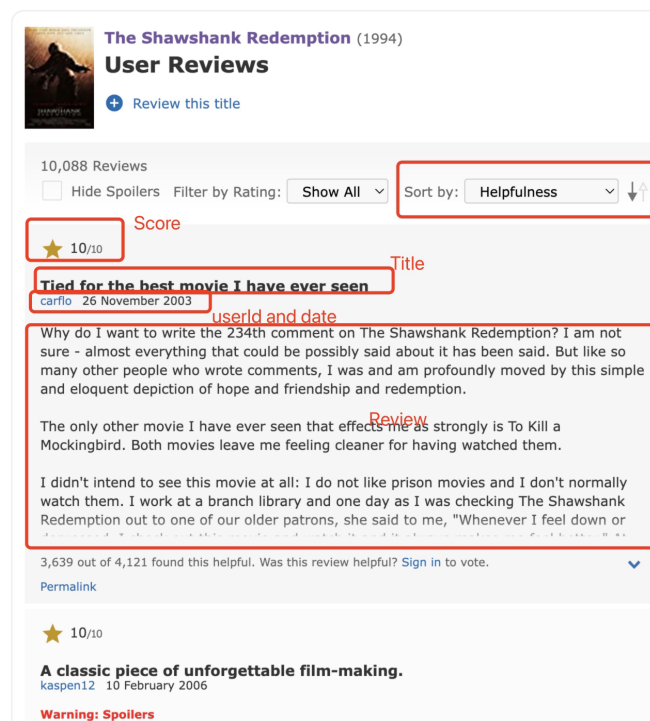 The Shawshank Redemption (1994)
User Reviews
Review this title
10,088 Reviews
Hide Spoilers Filter by Rating: Show All Sort by: Helpfulness
Score
10/10
Title
Tied for the best movie I have ever seen
carflo 26 November 2003
userId and date
Why do I want to write the 234th comment on The Shawshank Redemption? I am not
sure - almost everything that could be possibly said about it has been said. But like so
many other people who wrote comments, I was and am profoundly moved by this simple
and eloquent depiction of hope and friendship and redemption.
Review
The only other movie I have ever seen that effects me as strongly is To Kill a
Mockingbird. Both movies leave me feeling cleaner for having watched them.
I didn't intend to see this movie at all: I do not like prison movies and I don't normally
watch them. I work at a branch library and one day as I was checking The Shawshank
Redemption out to one of our older patrons, she said to me, "Whenever I feel down or
3,639 out of 4,121 found this helpful. Was this review helpful? Sign in to vote.
Permalink
10/10
A classic piece of unforgettable film-making.
kaspen12 10 February 2006
Warning: Spoilers